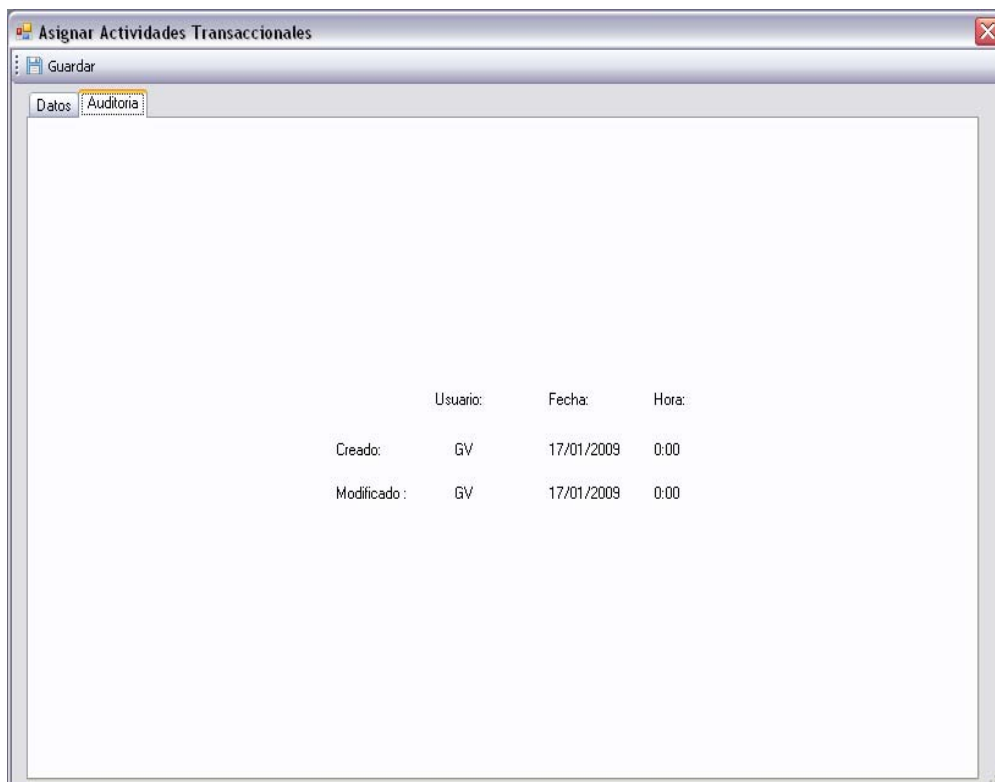 Asignar Actividades Transaccionales
Guardar
Datos Auditoria
Usuario: Fecha: Hora:
Creado: GV 17/01/2009 0:00
Modificado : GV 17/01/2009 0:00